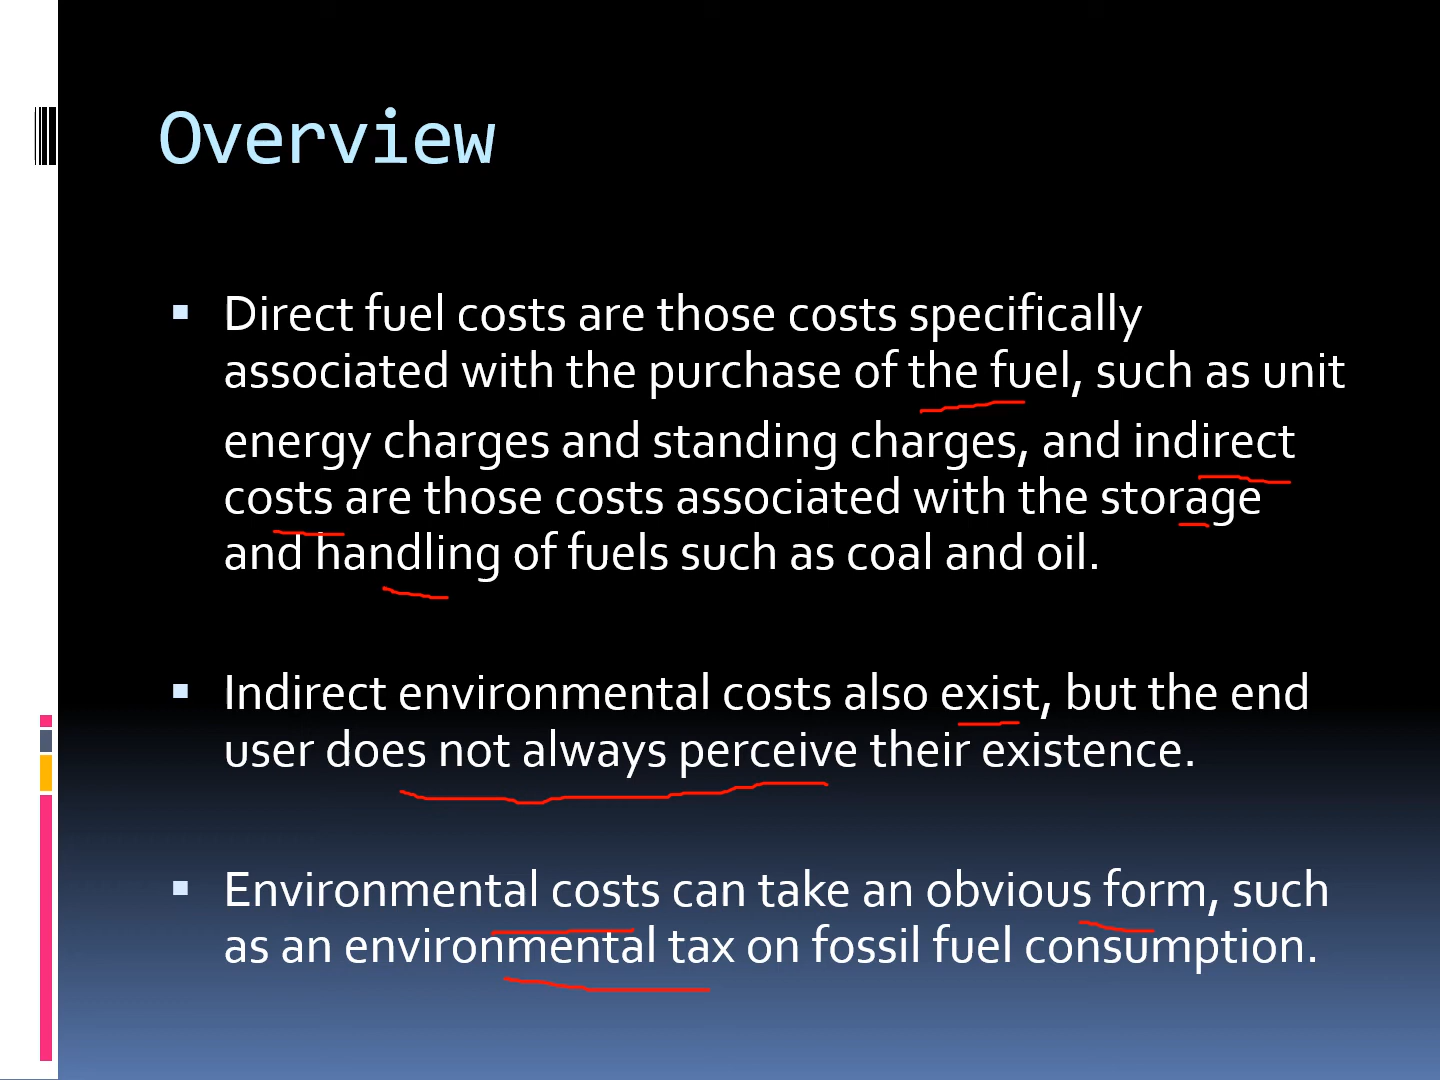 Overview
Direct fuel costs are those costs specifically
associated with the purchase of the fuel, such as unit
energy charges and standing charges, and indirect
costs are those costs associated with the storage
and handling of fuels such as coal and oil.
Indirect environmental costs also exist, but the end
user does not always perceive their existence.
Environmental costs can take an obvious form, such
as an environmental tax on fossil fuel consumption.